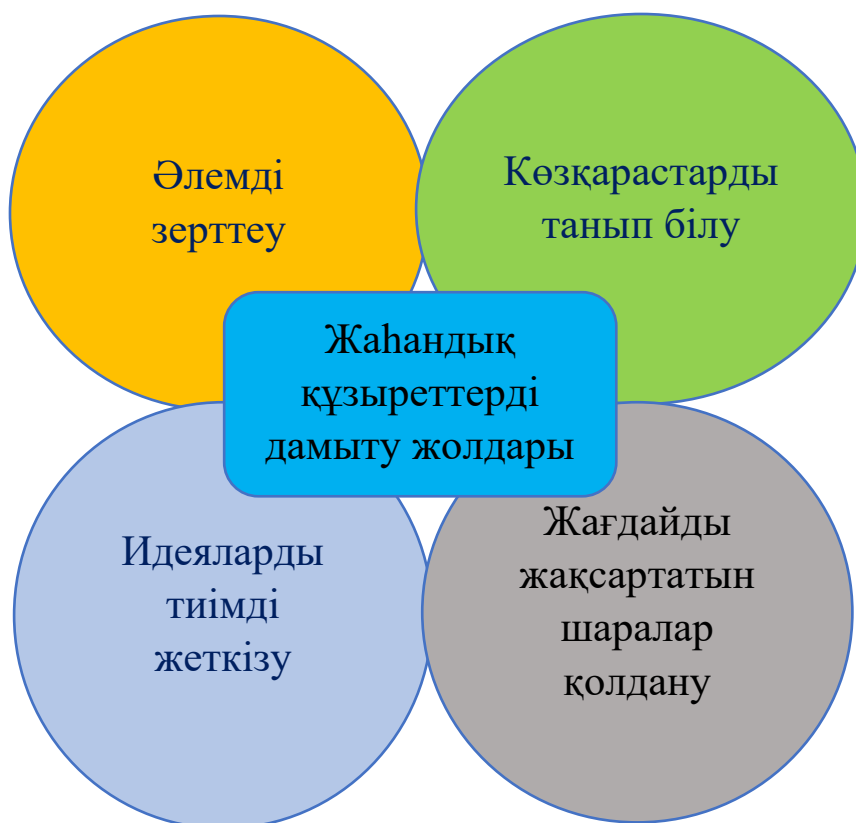 Әлемді
зерттеу
Көзқарастарды
танып білу
Жаһандық
құзыреттерді
дамыту жолдары
Идеяларды
тиімді
жеткізу
Жағдайды
жақсартатын
шаралар
қолдану